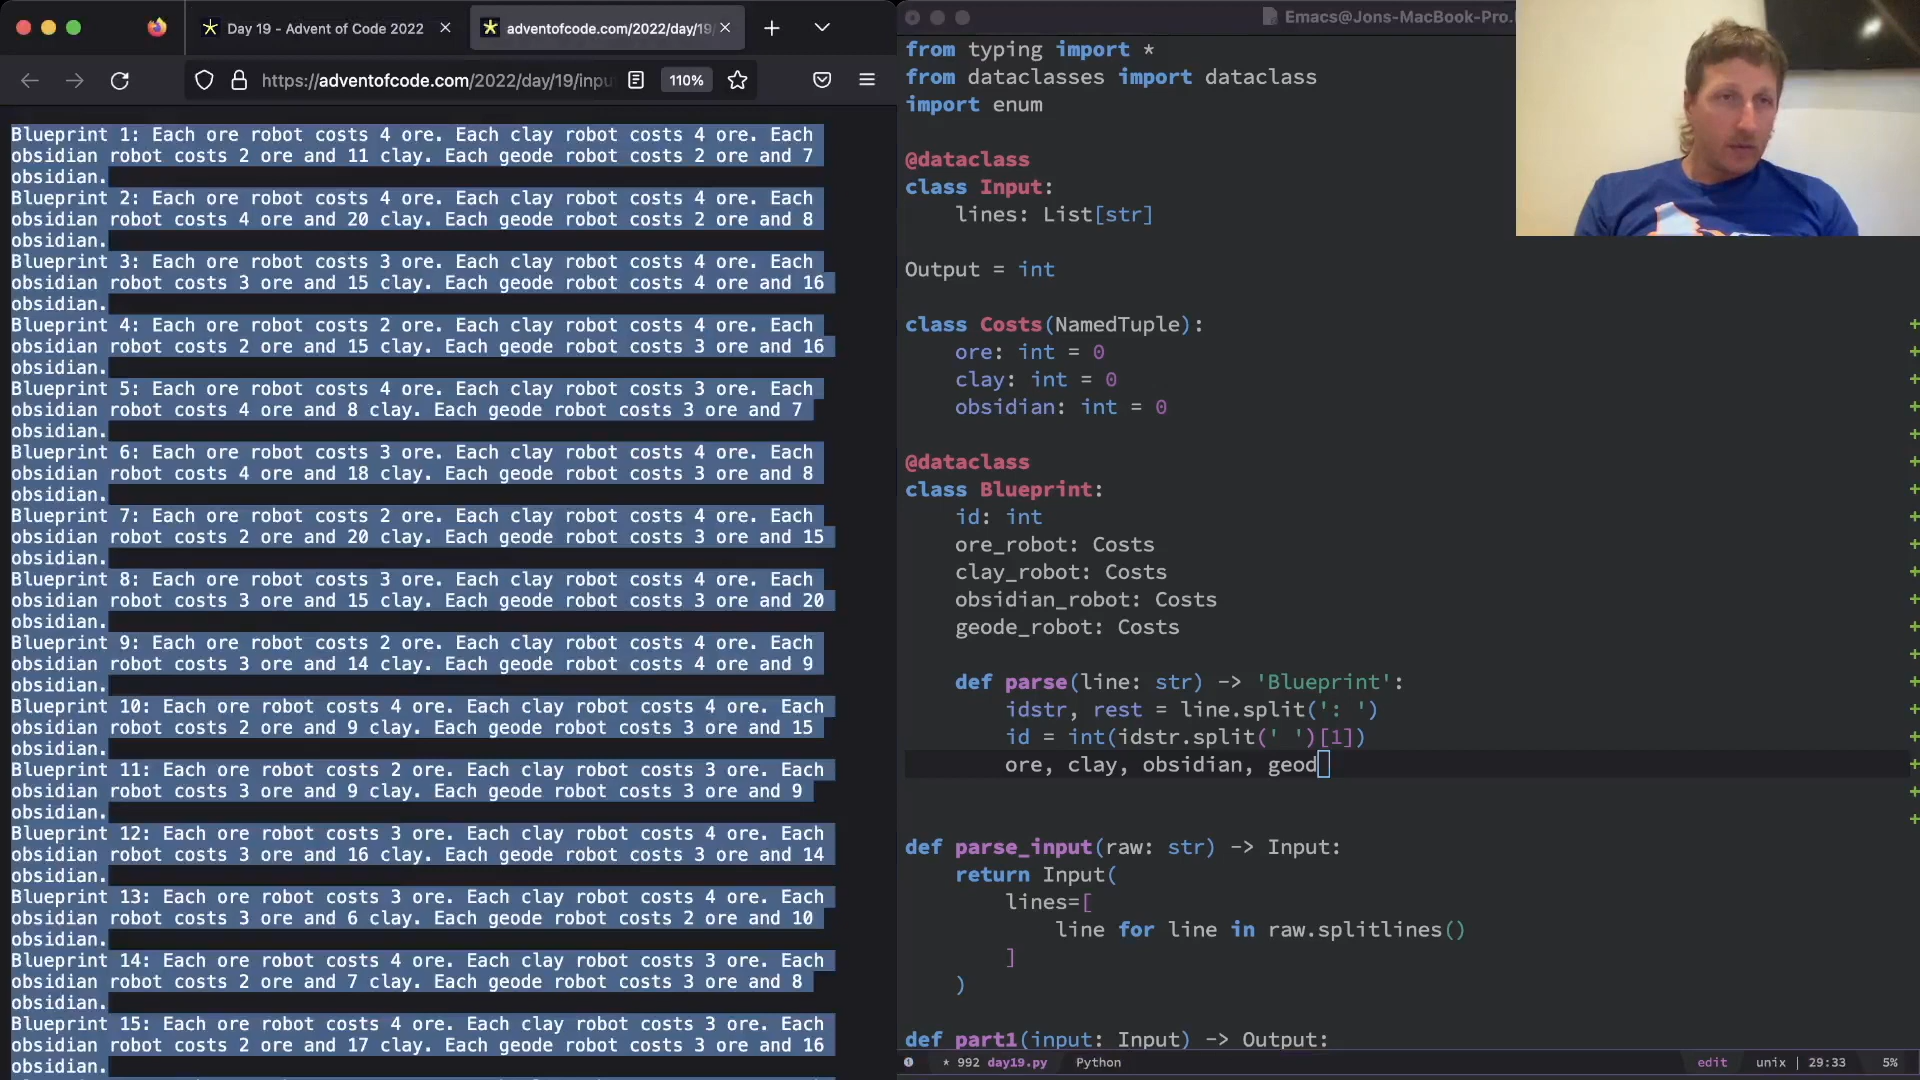 Day 19 - Advent of Code 2022
adventofcode.com/2022/day/19/
https://adventofcode.com/2022/day/19/inpu
110%
Blueprint 1: Each ore robot costs 4 ore. Each clay robot costs 4 ore. Each
obsidian robot costs 2 ore and 11 clay. Each geode robot costs 2 ore and 7
obsidian.
Blueprint 2: Each ore robot costs 4 ore. Each clay robot costs 4 ore. Each
obsidian robot costs 4 ore and 20 clay. Each geode robot costs 2 ore and 8
obsidian.
Blueprint 3: Each ore robot costs 3 ore. Each clay robot costs 4 ore. Each
obsidian robot costs 3 ore and 15 clay. Each geode robot costs 4 ore and 16
obsidian.
Blueprint 4: Each ore robot costs 2 ore. Each clay robot costs 4 ore. Each
obsidian robot costs 2 ore and 15 clay. Each geode robot costs 3 ore and 16
obsidian.
Blueprint 5: Each ore robot costs 4 ore. Each clay robot costs 3 ore. Each
obsidian robot costs 4 ore and 8 clay. Each geode robot costs 3 ore and 7
obsidian.
Blueprint 6: Each ore robot costs 3 ore. Each clay robot costs 4 ore. Each
obsidian robot costs 4 ore and 18 clay. Each geode robot costs 3 ore and 8
obsidian.
Blueprint 7: Each ore robot costs 2 ore. Each clay robot costs 4 ore. Each
obsidian robot costs 2 ore and 20 clay. Each geode robot costs 3 ore and 15
obsidian.
Blueprint 8: Each ore robot costs 3 ore. Each clay robot costs 4 ore. Each
obsidian robot costs 3 ore and 15 clay. Each geode robot costs 3 ore and 20
obsidian.
Blueprint 9: Each ore robot costs 2 ore. Each clay robot costs 4 ore. Each
obsidian robot costs 3 ore and 14 clay. Each geode robot costs 4 ore and 9
obsidian.
Blueprint 10: Each ore robot costs 4 ore. Each clay robot costs 4 ore. Each
obsidian robot costs 2 ore and 9 clay. Each geode robot costs 3 ore and 15
obsidian.
Blueprint 11: Each ore robot costs 2 ore. Each clay robot costs 3 ore. Each
obsidian robot costs 3 ore and 9 clay. Each geode robot costs 3 ore and 9
obsidian.
Blueprint 12: Each ore robot costs 3 ore. Each clay robot costs 4 ore. Each
obsidian robot costs 3 ore and 16 clay. Each geode robot costs 3 ore and 14
obsidian.
Blueprint 13: Each ore robot costs 3 ore. Each clay robot costs 4 ore. Each
obsidian robot costs 3 ore and 6 clay. Each geode robot costs 2 ore and 10
obsidian.
Blueprint 14: Each ore robot costs 4 ore. Each clay robot costs 3 ore. Each
obsidian robot costs 2 ore and 7 clay. Each geode robot costs 3 ore and 8
obsidian.
Blueprint 15: Each ore robot costs 4 ore. Each clay robot costs 3 ore. Each
obsidian robot costs 2 ore and 17 clay. Each geode robot costs 3 ore and 16
obsidian.
Emacs@Jons-MacBook-Pro.
from typing import *
from dataclasses import dataclass
import enum
@dataclass
class Input:
    lines: List[str]
Output = int
class Costs(NamedTuple):
    ore: int = 0
    clay: int = 0
    obsidian: int = 0
@dataclass
class Blueprint:
    id: int
    ore_robot: Costs
    clay_robot: Costs
    obsidian_robot: Costs
    geode_robot: Costs
    def parse(line: str) -> 'Blueprint':
        idstr, rest = line.split(': ')
        id = int(idstr.split(' ')[1])
        ore, clay, obsidian, geod
def parse_input(raw: str) -> Input:
    return Input(
        lines=[
            line for line in raw.splitlines()
        ]
    )
def part1(input: Input) -> Output:
* 992 day19.py Python edit unix | 29:33 5%